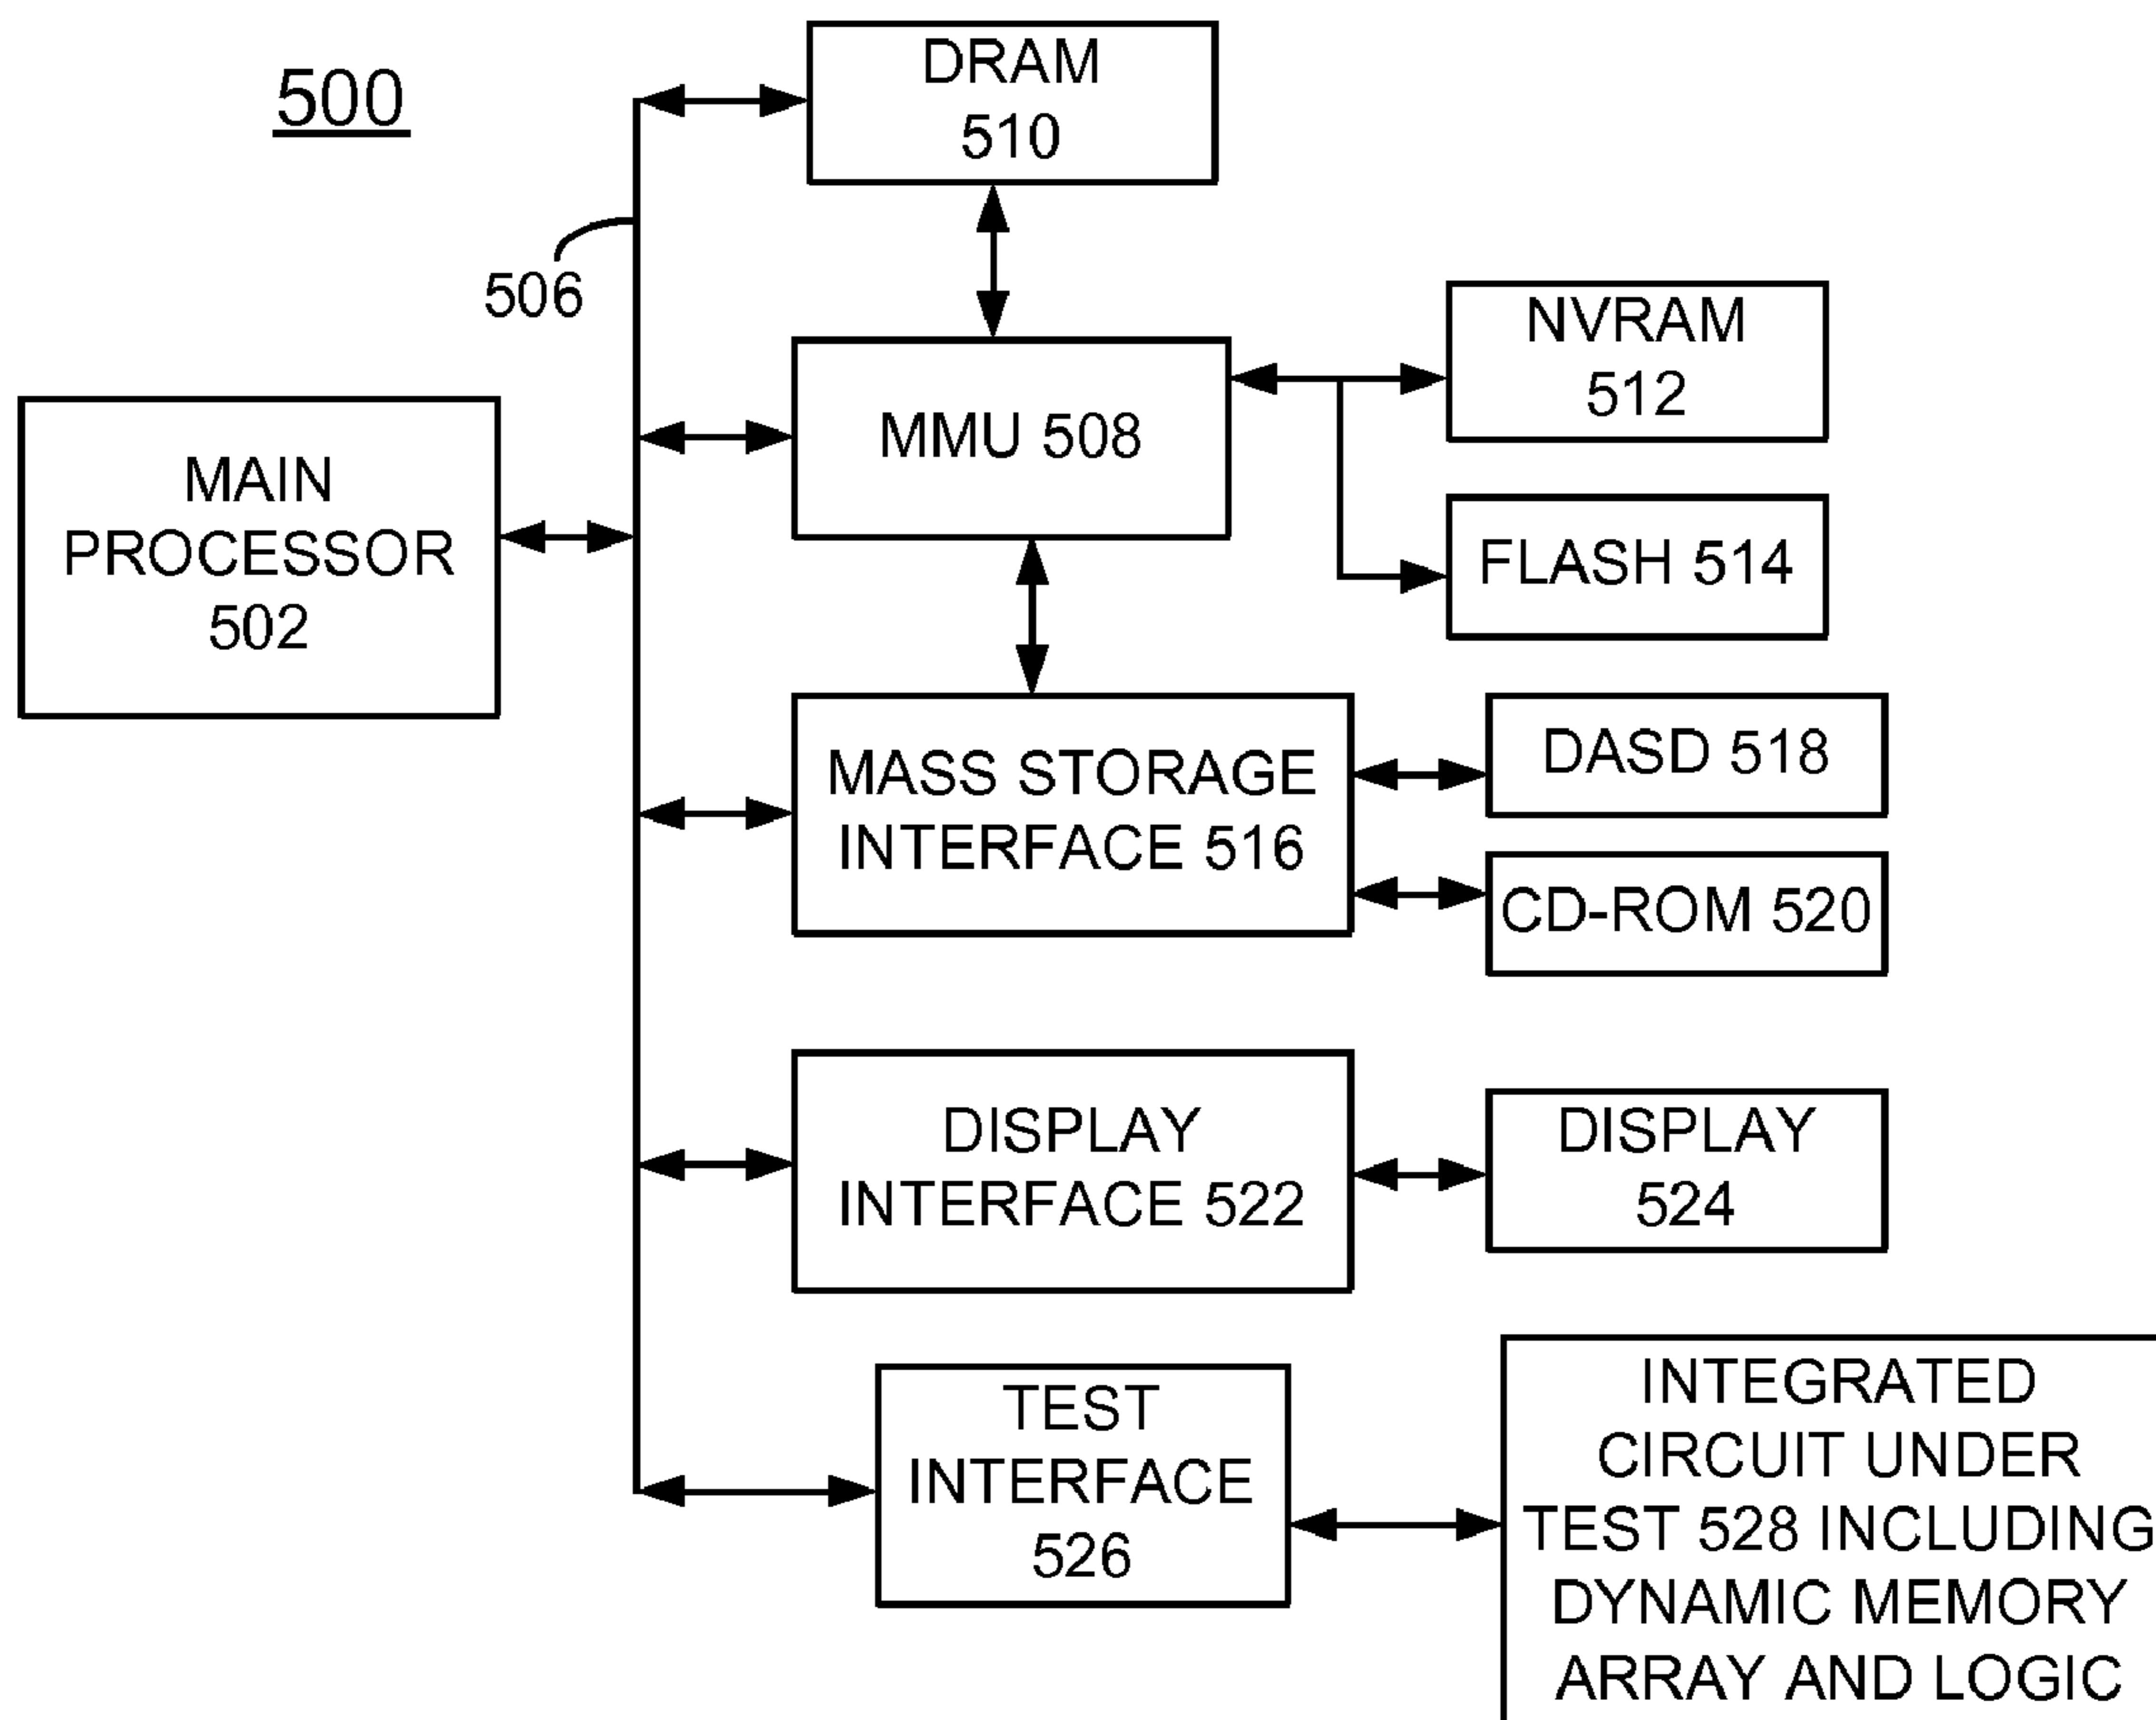 500
DRAM
510
506
NVRAM
512
MMU 508
MAIN
PROCESSOR
502
FLASH 514
MASS STORAGE
INTERFACE 516
DASD 518
CD-ROM 520
DISPLAY
INTERFACE 522
DISPLAY
524
TEST
INTERFACE
526
INTEGRATED
CIRCUIT UNDER
TEST 528 INCLUDING
DYNAMIC MEMORY
ARRAY AND LOGIC